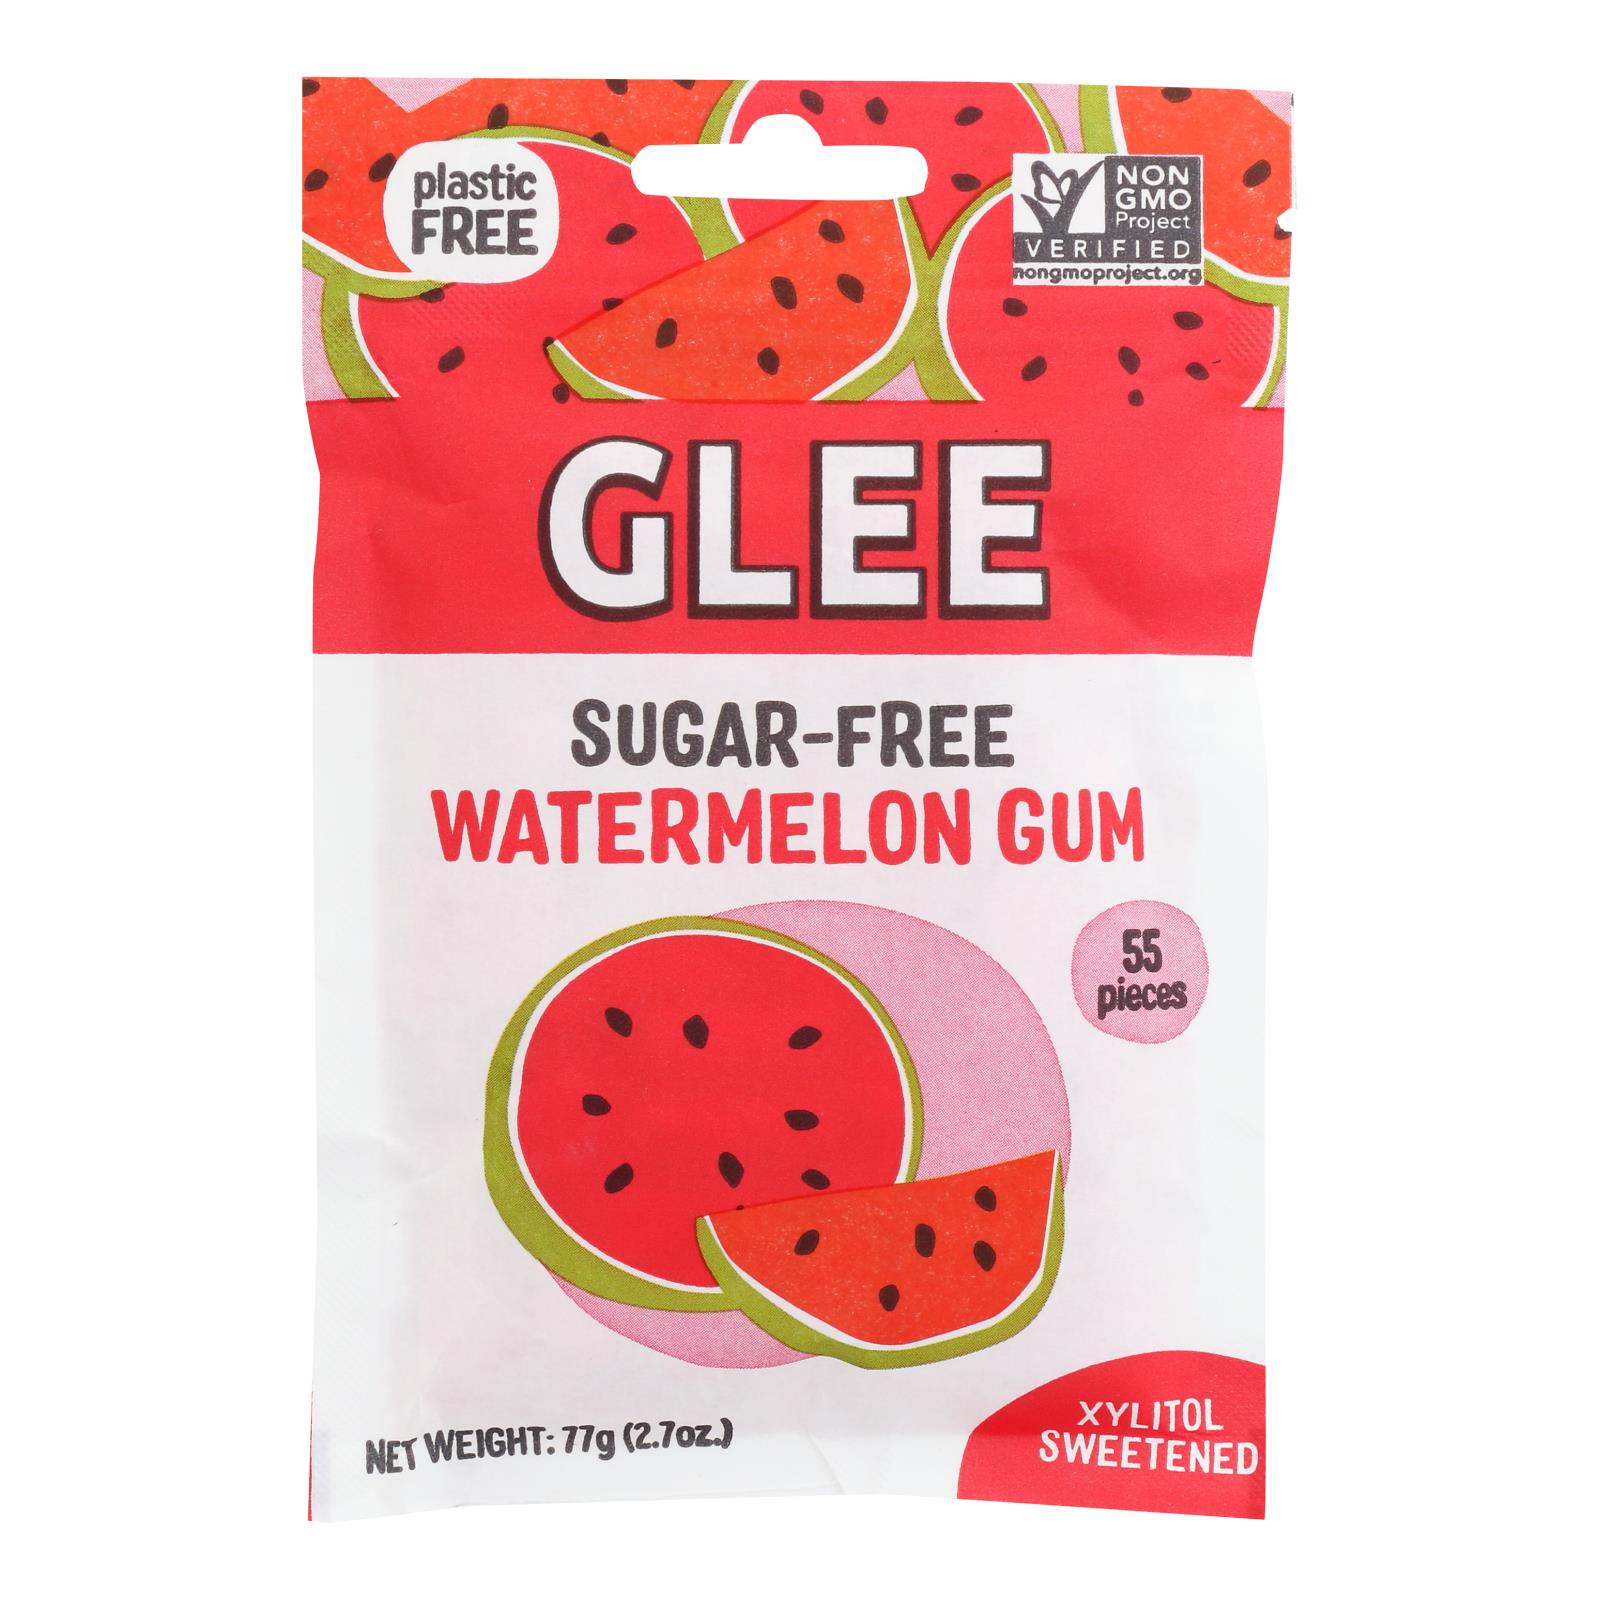 plastic
FREE
NON
GMO
Project
VERIFIED
nongmoproject.org
GLEE
SUGAR-FREE
WATERMELON GUM
55
pieces
NET WEIGHT: 77g (2.7oz.)
XYLITOL
SWEETENED